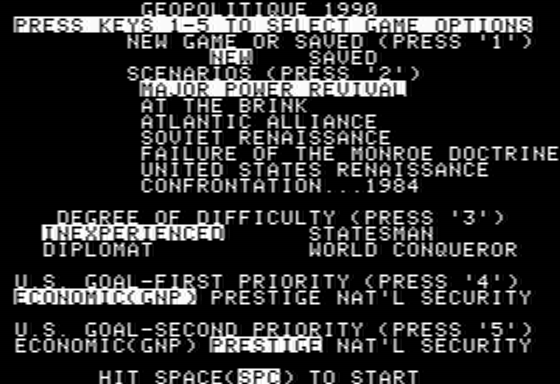 GEOPOLITIQUE 1990
PRESS KEYS 1-5 TO SELECT GAME OPTIONS
NEW GAME OR SAVED (PRESS '1')
NEW SAVED
SCENARIOS (PRESS '2')
MAJOR POWER REVIVAL
AT THE BRINK
ATLANTIC ALLIANCE
SOVIET RENAISSANCE
FAILURE OF THE MONROE DOCTRINE
UNITED STATES RENAISSANCE
CONFRONTATION...1984
DEGREE OF DIFFICULTY (PRESS '3')
INEXPERIENCED STATESMAN
DIPLOMAT WORLD CONQUEROR
U.S. GOAL-FIRST PRIORITY (PRESS '4')
ECONOMIC(GNP) PRESTIGE NAT'L SECURITY
U.S. GOAL-SECOND PRIORITY (PRESS '5')
ECONOMIC(GNP) PRESTIGE NAT'L SECURITY
HIT SPACE(SPC) TO START